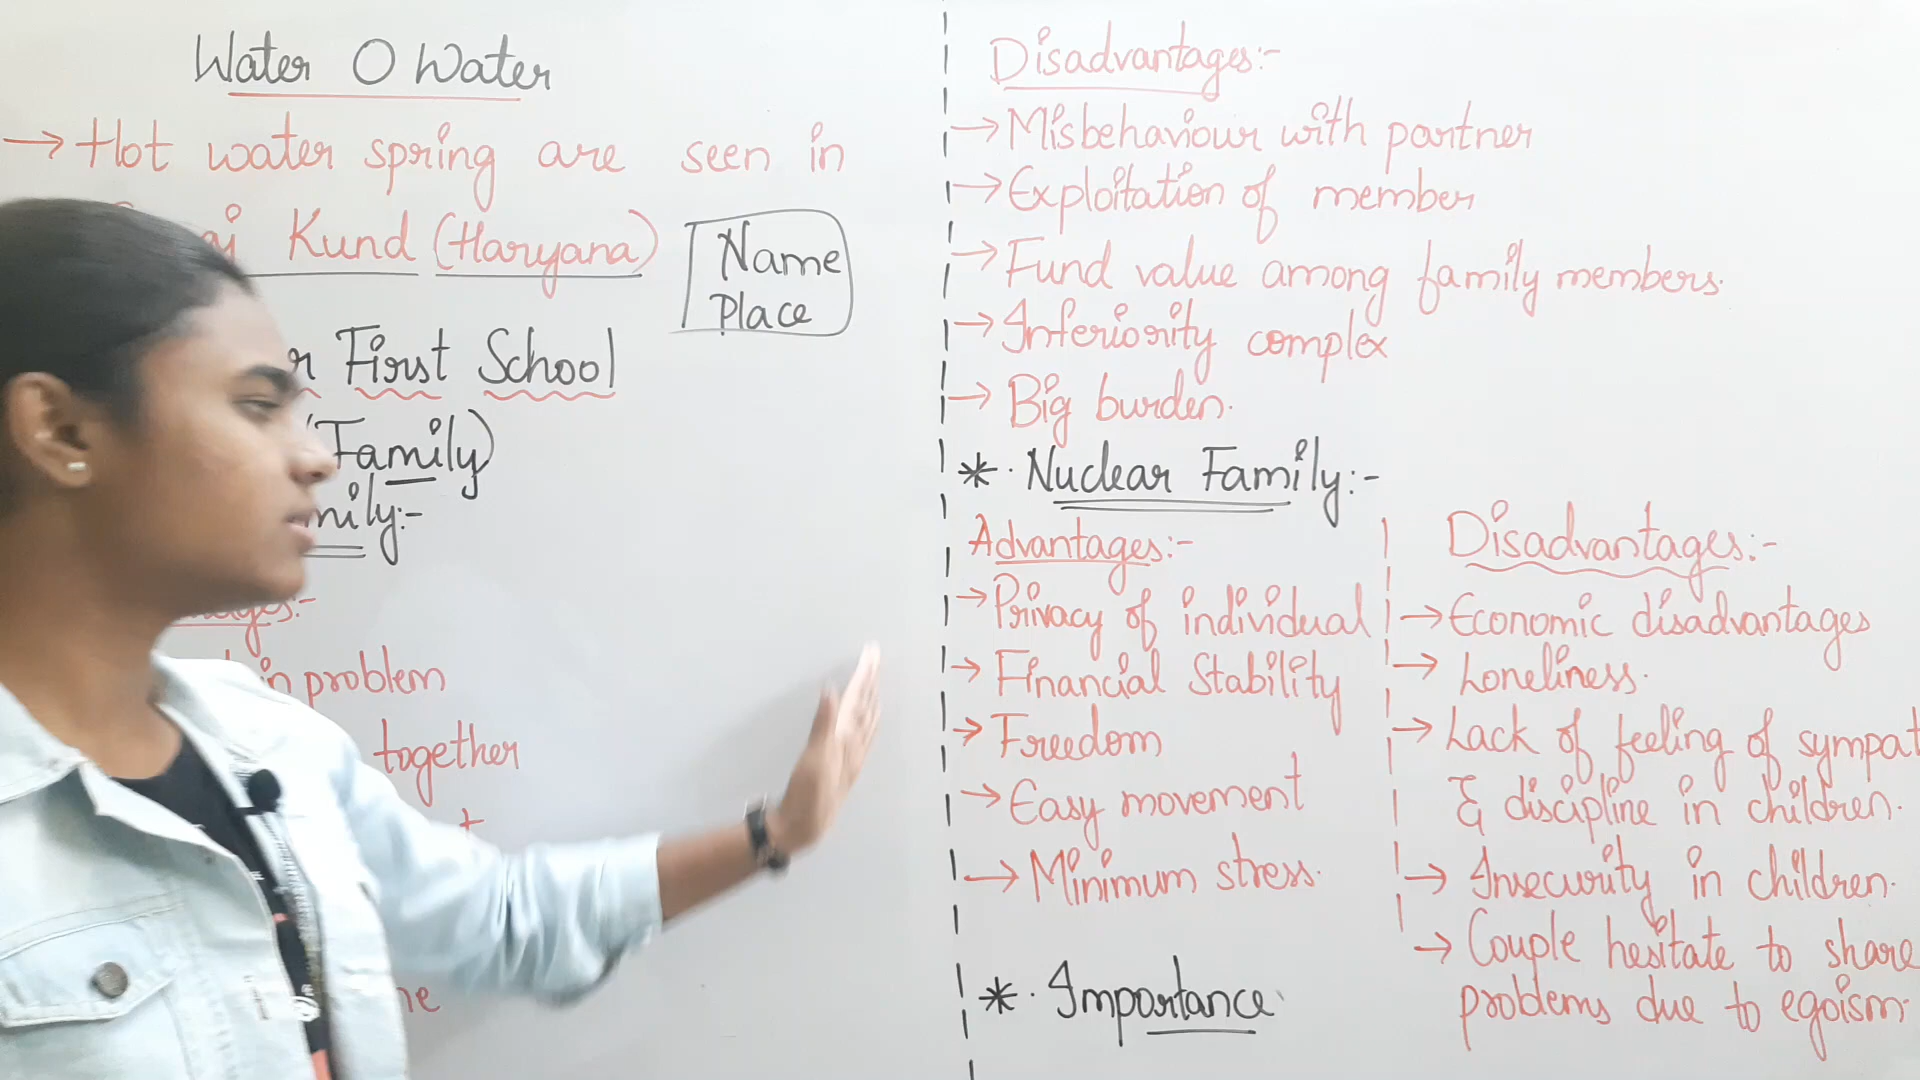 Water O Water
→ Hot water spring are seen in
Kund (Haryana)
Name
Place
First School
(Family)
:-
:-
in problem
together
Disadvantages:-
→ Misbehaviour with partner
→ Exploitation of member
→ Fund value among family members.
→ Inferiority complex
→ Big burden.
* . Nuclear Family:-
Advantages:-
→ Privacy of individual
→ Financial Stability
→ Freedom
→ Easy movement
→ Minimum stress.
Disadvantages:-
→ Economic disadvantages
→ Loneliness.
→ Lack of feeling of sympat
& discipline in children.
→ Insecurity in children.
→ Couple hesitate to share
problems due to egoism.
* . Importance